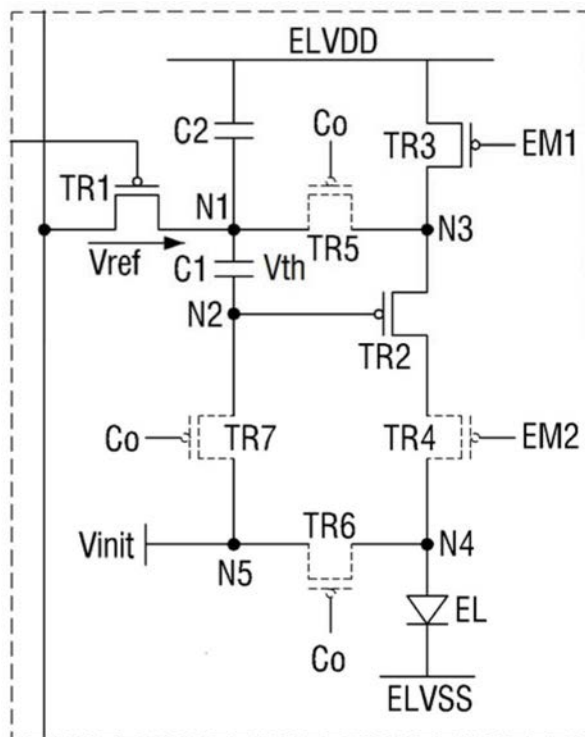 ELVDD
C2
Co
TR3
EM1
TR1
N1
N3
TR5
Vref
C1
Vth
N2
TR2
Co
TR7
TR4
EM2
TR6
Vinit
N4
N5
EL
Co
ELVSS